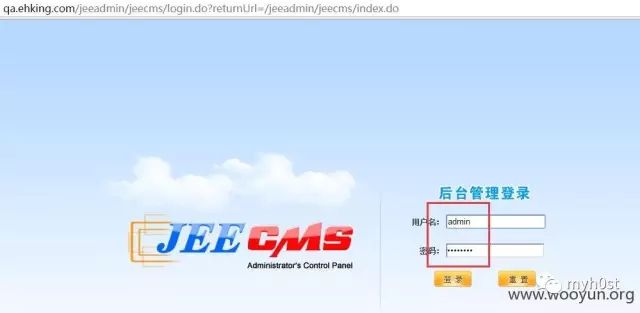 qa.ehking.com/jeeadmin/jeecms/login.do?returnUrl=/jeeadmin/jeecms/index.do
后台管理登录
用户名: admin
密码: ••••••••
JEECMS
Administrator's Control Panel
登 录 重 置
myh0st
www.wooyun.org